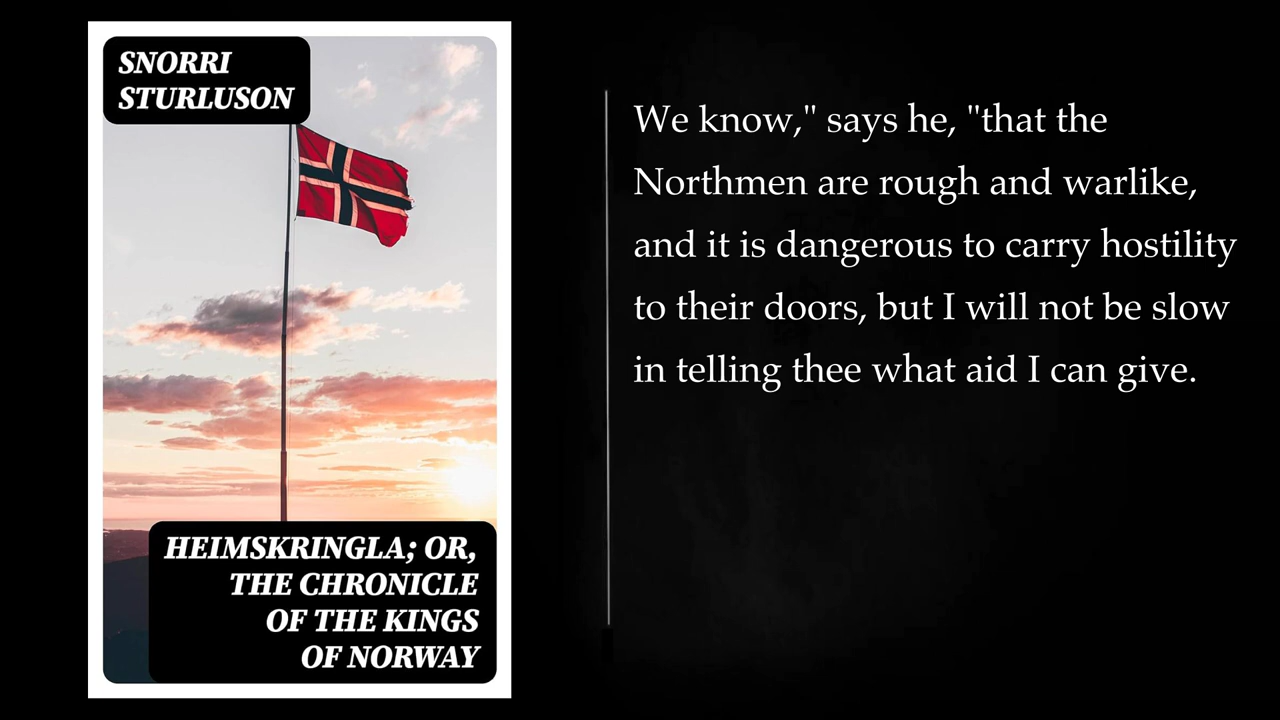 SNORRI
STURLUSON
HEIMSKRINGLA; OR,
THE CHRONICLE
OF THE KINGS
OF NORWAY
We know," says he, "that the
Northmen are rough and warlike,
and it is dangerous to carry hostility
to their doors, but I will not be slow
in telling thee what aid I can give.